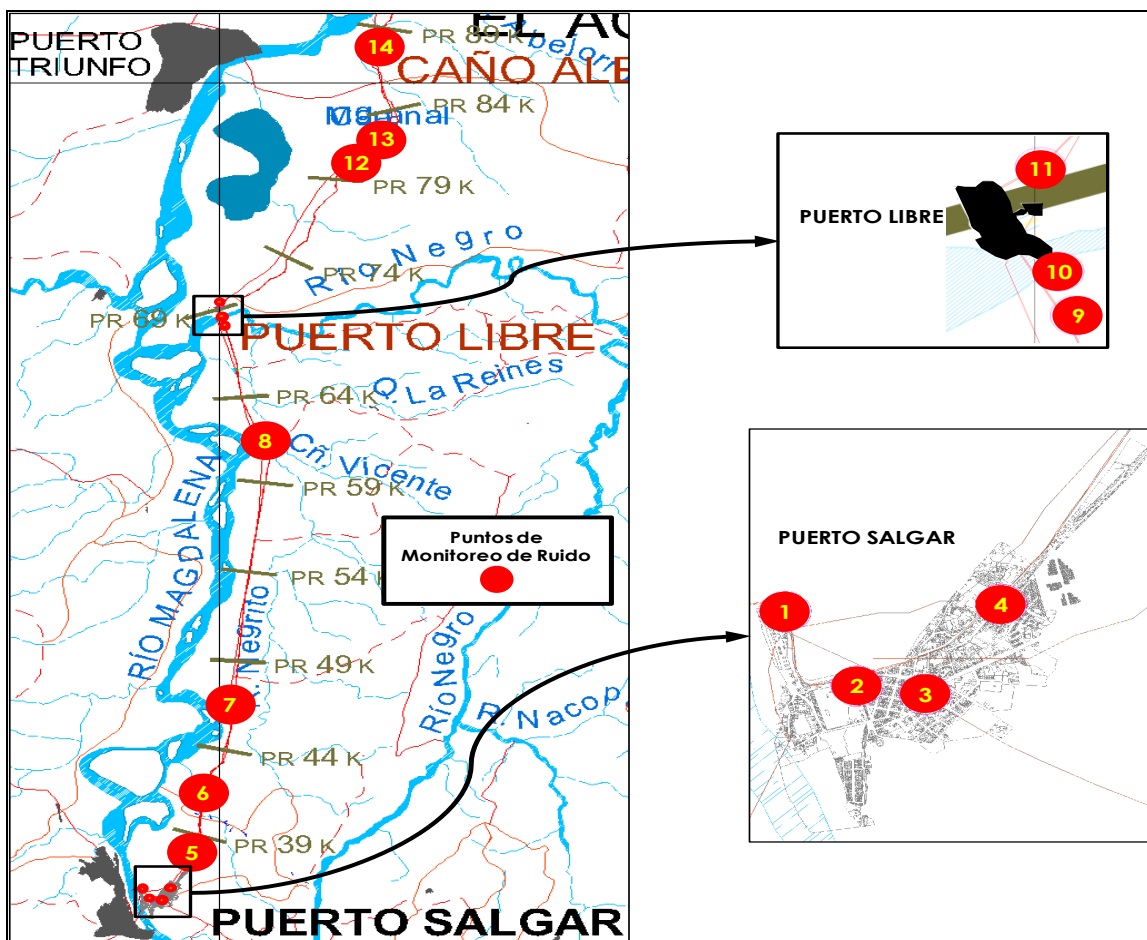 PUERTO
TRIUNFO
EL AG
PR 89 K
14
CAÑO ALE
PR 84 K
13
12
PR 79 K
Río Negro
PR 74 K
PR 69 K
PUERTO LIBRE
Q. La Reines
PR 64 K
8
Cñ, Vicente
PR 59 K
RÍO MAGDALENA
Puntos de
Monitoreo de Ruido
PR 54 K
Negrito
Río Negro
PR 49 K
7
R. Nacop
PR 44 K
6
PR 39 K
5
PUERTO SALGAR
PUERTO LIBRE
11
10
9
PUERTO SALGAR
1
2
3
4